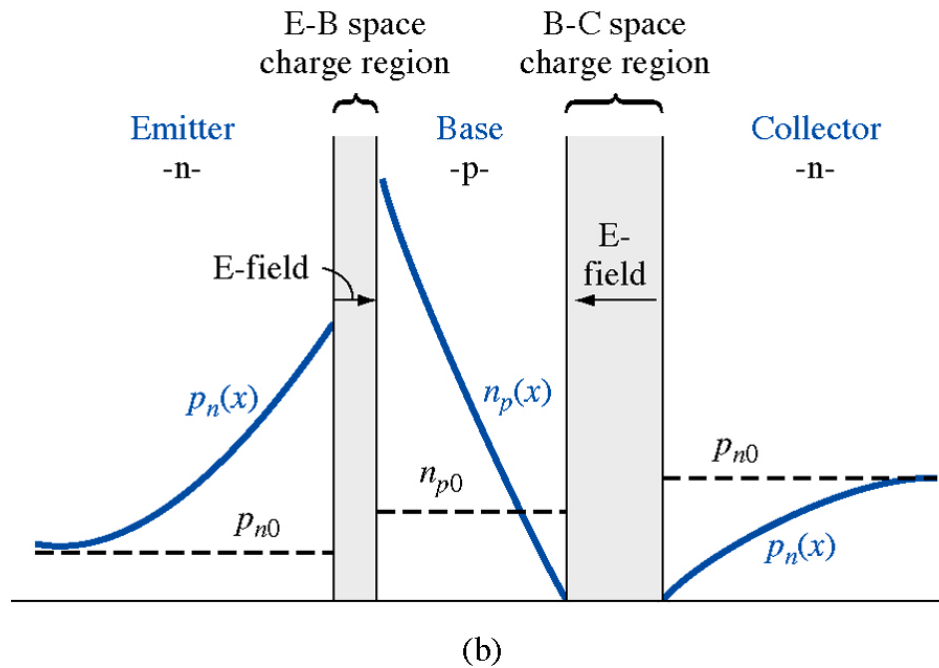 E-B space
charge region
B-C space
charge region
Emitter
-n-
Base
-p-
Collector
-n-
E-field
E-
field
pn(x)
np(x)
pn0
np0
pn0
pn(x)
(b)